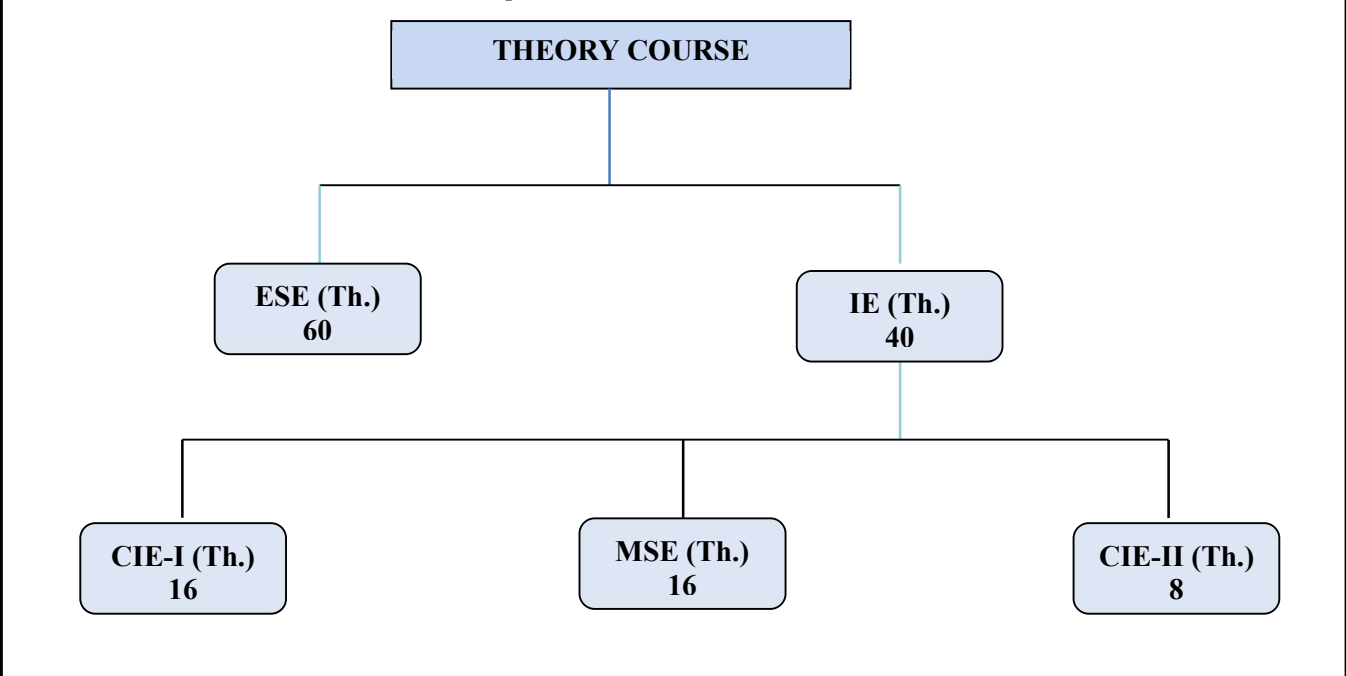 THEORY COURSE
ESE (Th.)
60
IE (Th.)
40
CIE-I (Th.)
16
MSE (Th.)
16
CIE-II (Th.)
8